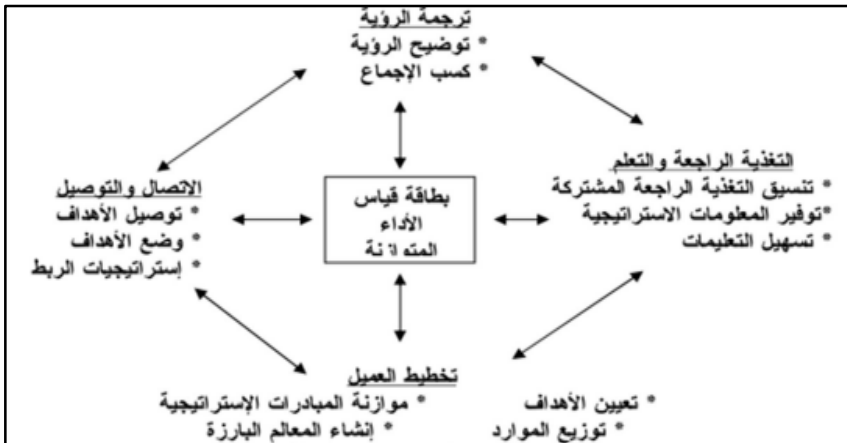 ترجمة الرؤية
* توضيح الرؤية
* كسب الإجماع
التغذية الراجعة والتعلم
* تنسيق التغذية الراجعة المشتركة
*توفير المعلومات الاستراتيجية
* تسهيل التعليمات
بطاقة قياس
الأداء
المتوازنة
الاتصال والتوصيل
* توصيل الأهداف
* وضع الأهداف
* إستراتيجيات الربط
تخطيط العميل
* تعيين الأهداف
* توزيع الموارد
* موازنة المبادرات الإستراتيجية
* إنشاء المعالم البارزة